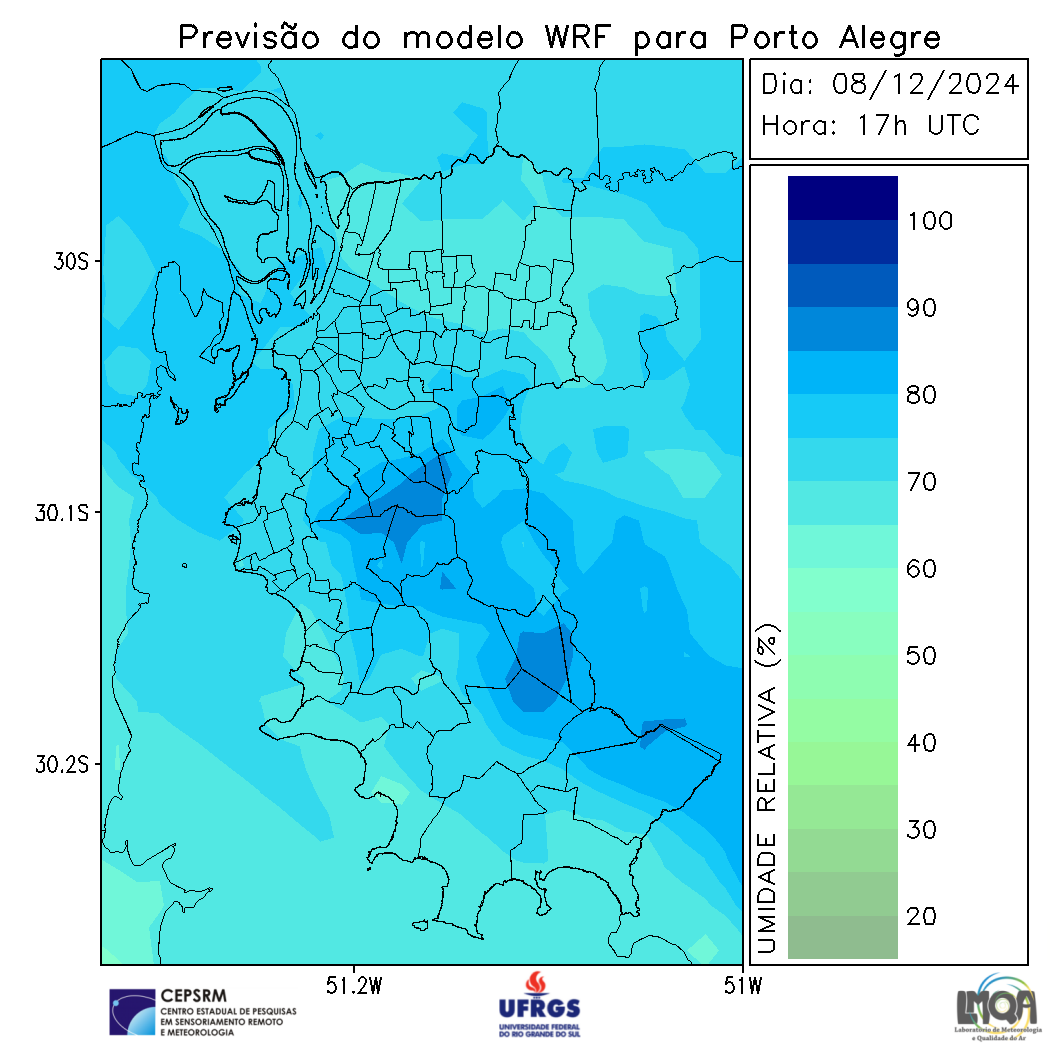 Previsão do modelo WRF para Porto Alegre
Dia: 08/12/2024
Hora: 17h UTC
30S
30.1S
30.2S
51.2W
51W
100
90
80
70
60
50
40
30
20
UMIDADE RELATIVA (%)
CEPSRM
CENTRO ESTADUAL DE PESQUISAS
EM SENSORIAMENTO REMOTO
E METEOROLOGIA
UFRGS
UNIVERSIDADE FEDERAL
DO RIO GRANDE DO SUL
LMQA
Laboratório de Meteorologia
e Qualidade do Ar